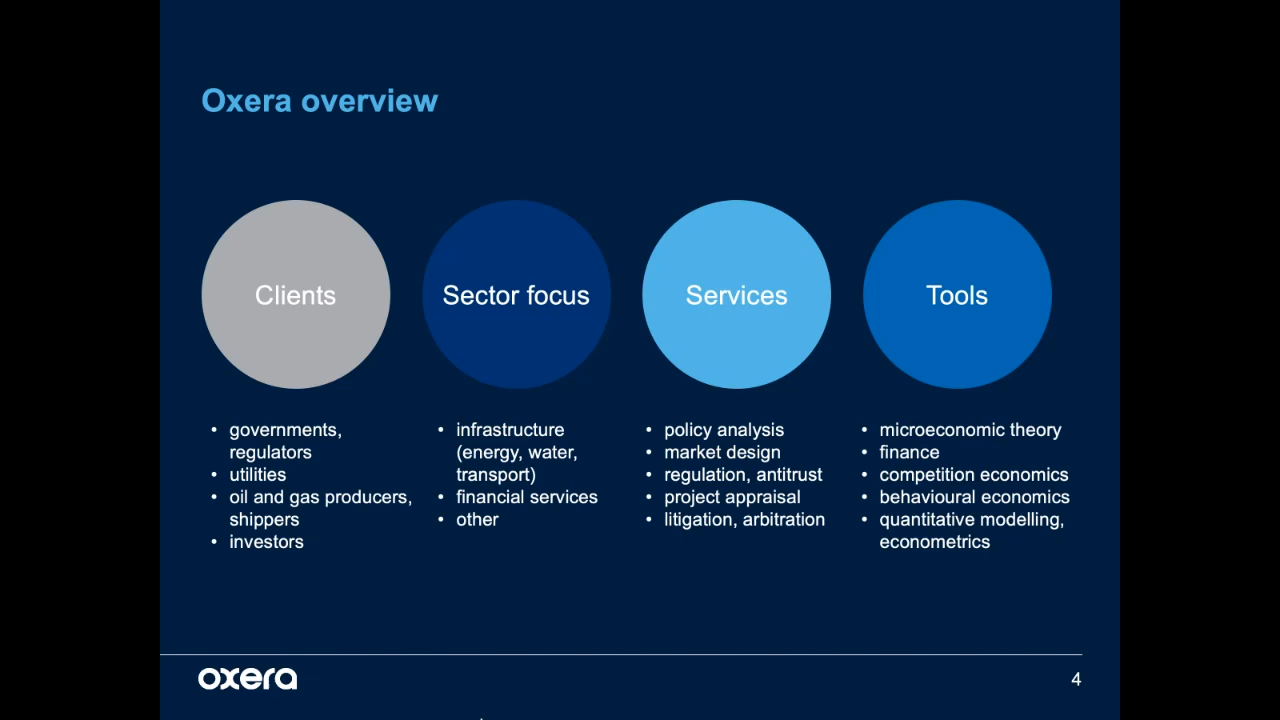 Oxera overview
Clients
Sector focus
Services
Tools
• governments,
regulators
• utilities
• oil and gas producers,
shippers
• investors
• infrastructure
(energy, water,
transport)
• financial services
• other
• policy analysis
• market design
• regulation, antitrust
• project appraisal
• litigation, arbitration
• microeconomic theory
• finance
• competition economics
• behavioural economics
• quantitative modelling,
econometrics
oxera
4